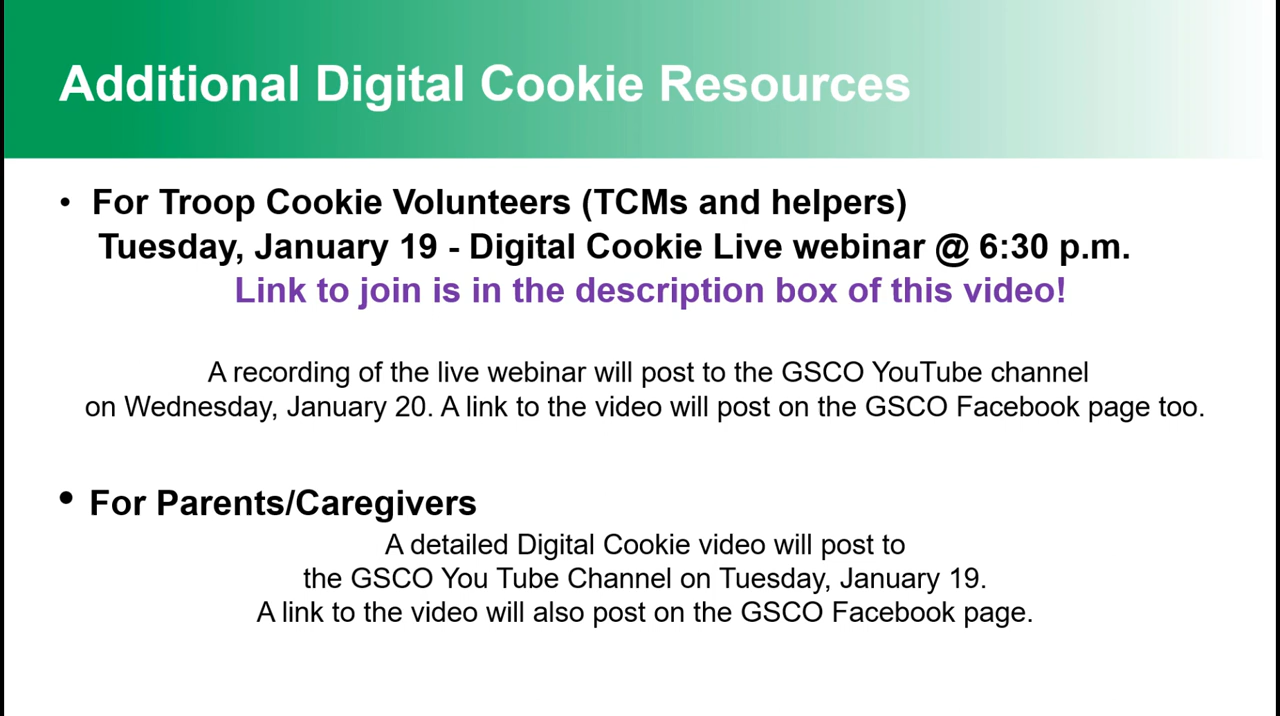 Additional Digital Cookie Resources
• For Troop Cookie Volunteers (TCMs and helpers)
Tuesday, January 19 - Digital Cookie Live webinar @ 6:30 p.m.
Link to join is in the description box of this video!
A recording of the live webinar will post to the GSCO YouTube channel
on Wednesday, January 20. A link to the video will post on the GSCO Facebook page too.
• For Parents/Caregivers
A detailed Digital Cookie video will post to
the GSCO You Tube Channel on Tuesday, January 19.
A link to the video will also post on the GSCO Facebook page.